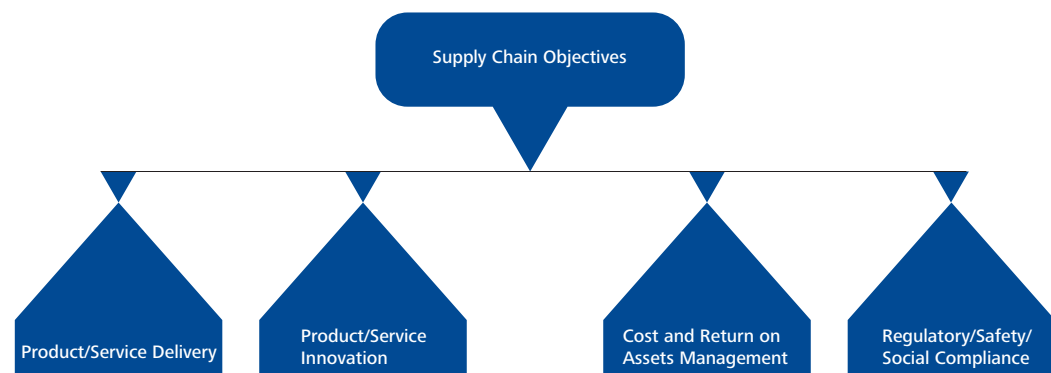 Supply Chain Objectives
Product/Service Delivery
Product/Service
Innovation
Cost and Return on
Assets Management
Regulatory/Safety/
Social Compliance